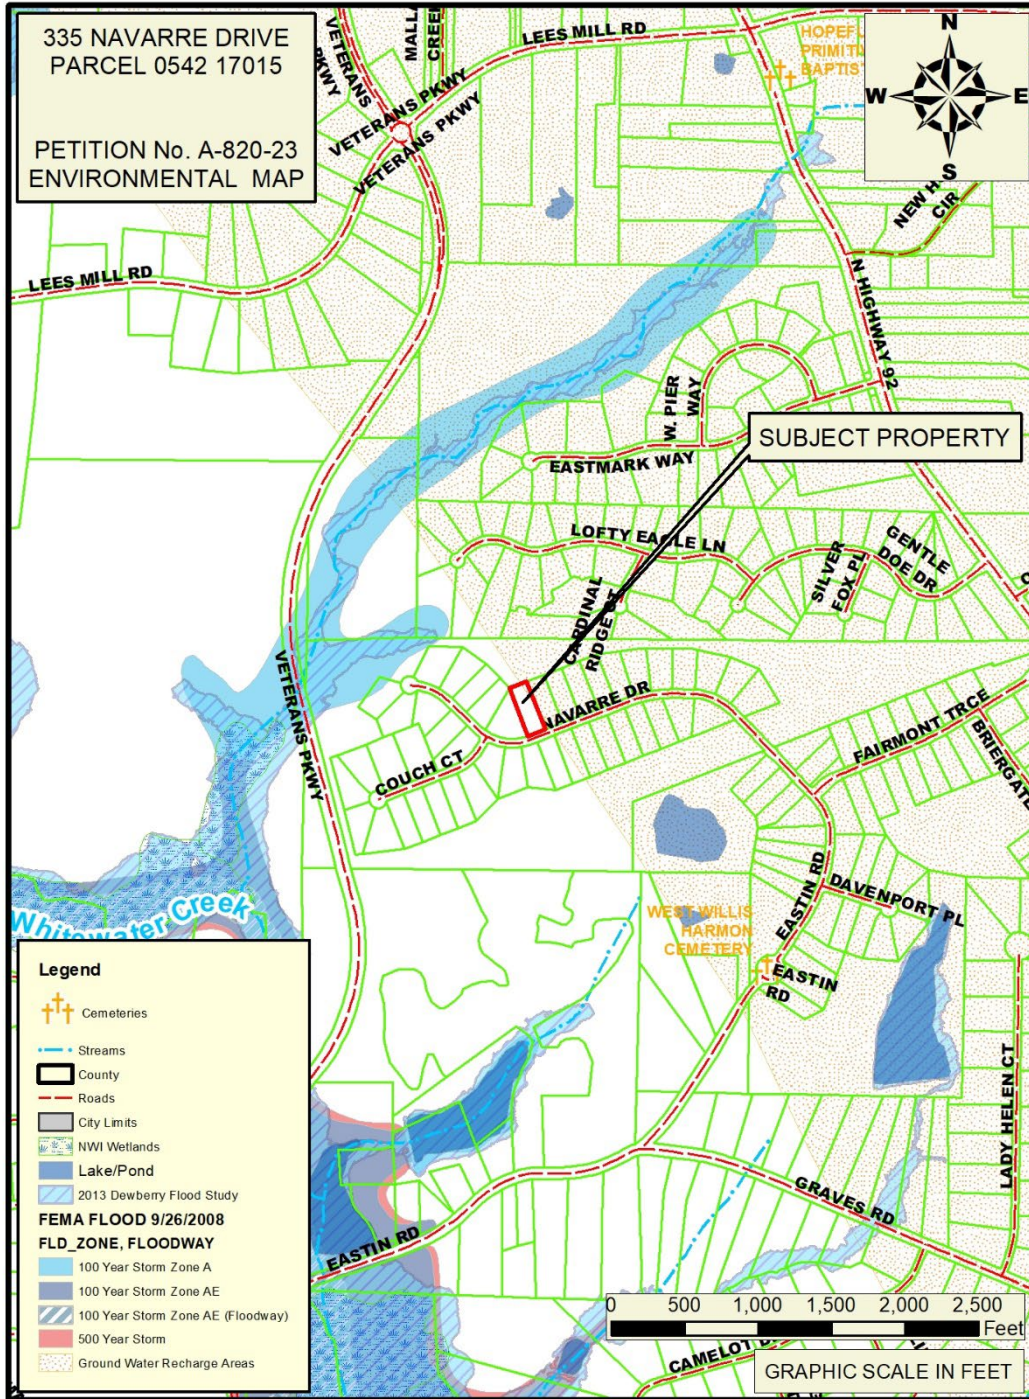 335 NAVARRE DRIVE
PARCEL 0542 17015
PETITION No. A-820-23
ENVIRONMENTAL MAP
VETERANS
PKWY
CREEK
LEES MILL RD
HOPEFU
PRIMITI
BAPTIST
N
W
E
S
VETERANS PKWY
VETERANS PKWY
NEW H
CIR
LEES MILL RD
N HIGHWAY 92
W. PIER
WAY
SUBJECT PROPERTY
EASTMARK WAY
LOFTY EAGLE LN
SILVER
FOX PL
GENTLE
DOE DR
CARDINAL
RIDGE CT
VETERANS PKWY
NAVARRE DR
COUCH CT
FAIRMONT TRCE
BRIERGATE
EASTIN RD
DAVENPORT PL
Whitewater Creek
WEST WILLIS
HARMON
CEMETERY
EASTIN
RD
LADY HELEN CT
GRAVES RD
EASTIN RD
Legend
Cemeteries
Streams
County
Roads
City Limits
NWI Wetlands
Lake/Pond
2013 Dewberry Flood Study
FEMA FLOOD 9/26/2008
FLD_ZONE, FLOODWAY
100 Year Storm Zone A
100 Year Storm Zone AE
100 Year Storm Zone AE (Floodway)
500 Year Storm
Ground Water Recharge Areas
0 500 1,000 1,500 2,000 2,500
Feet
CAMELOT
GRAPHIC SCALE IN FEET